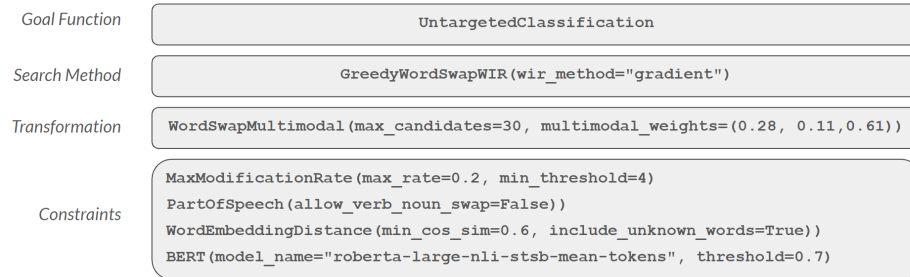 Goal Function
UntargetedClassification
Search Method
GreedyWordSwapWIR(wir_method="gradient")
Transformation
WordSwapMultimodal(max_candidates=30, multimodal_weights=(0.28, 0.11,0.61))
Constraints
MaxModificationRate(max_rate=0.2, min_threshold=4)
PartOfSpeech(allow_verb_noun_swap=False))
WordEmbeddingDistance(min_cos_sim=0.6, include_unknown_words=True))
BERT(model_name="roberta-large-nli-stsb-mean-tokens", threshold=0.7)